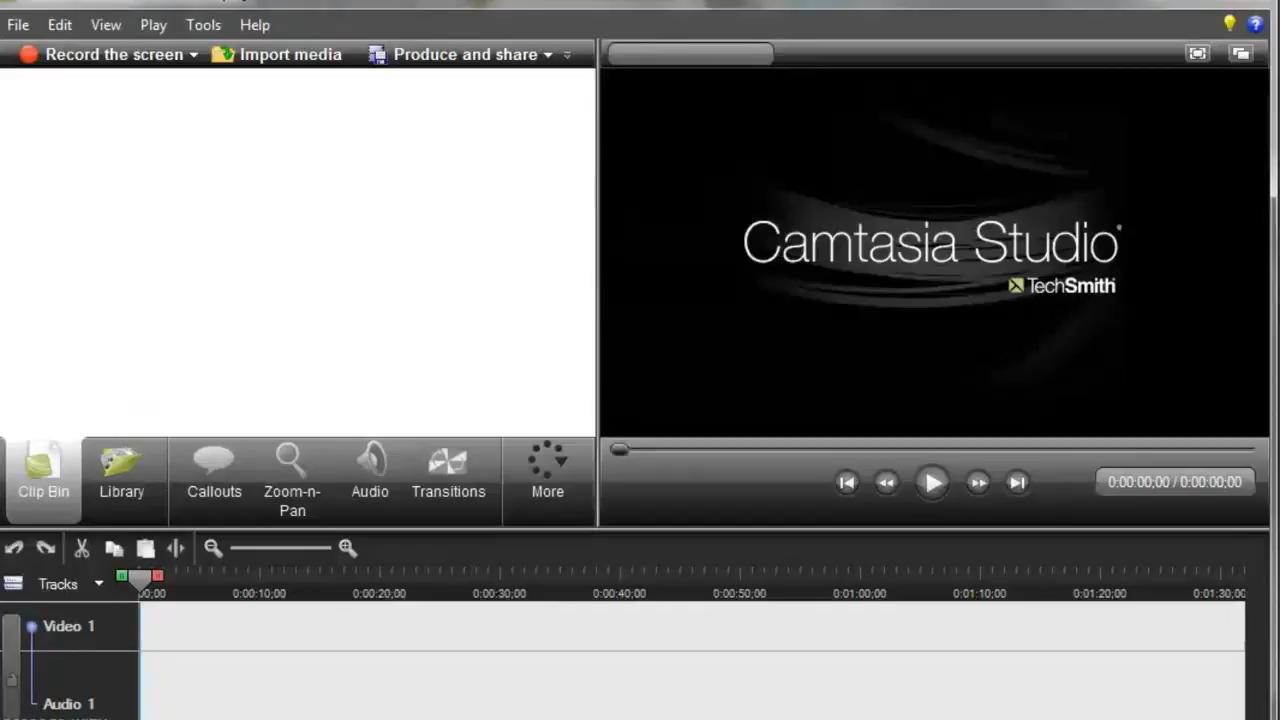 File Edit View Play Tools Help
Record the screen Import media Produce and share
Camtasia Studio
TechSmith
Clip Bin Library Callouts Zoom-n-Pan Audio Transitions More
0:00:00;00 / 0:00:00;00
Tracks
00;00 0:00:10;00 0:00:20;00 0:00:30;00 0:00:40;00 0:00:50;00 0:01:00;00 0:01:10;00 0:01:20;00 0:01:30;00
Video 1
Audio 1